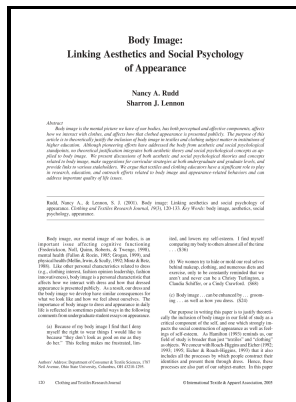 Body Image:
Linking Aesthetics and Social Psychology
of Appearance
Nancy A. Rudd
Sharron J. Lennon
Abstract
Body image is the mental picture we have of our bodies, has both perceptual and affective components, affects
how we interact with clothes, and affects how that clothed appearance is presented publicly. The purpose of this
article is to theoretically justify the inclusion of body image to textiles and clothing subject matter in institutions of
higher education. Although pioneering efforts have addressed the body from aesthetic and social psychological
standpoints, no theoretical justification integrates both aesthetic theory and social psychological concepts as ap-
plied to body image. We present discussions of both aesthetic and social psychological theories and concepts
related to body image, make suggestions for curricular strategies at both undergraduate and graduate levels, and
provide links to various stakeholders. We argue that textiles and clothing educators have a significant role to play
in research, education, and outreach efforts related to body image and appearance-related behaviors and can
address important quality of life issues.
Rudd, Nancy A., & Lennon, S. J. (2001). Body image: Linking aesthetics and social psychology of
appearance. Clothing and Textiles Research Journal, 19(3), 120-133. Key Words: body image, aesthetics, social
psychology, appearance.
Body image, our mental image of our bodies, is an
important issue affecting cognitive functioning
(Fredrickson, Noll, Quinn, Roberts, & Twenge, 1998),
mental health (Fallon & Rozin, 1985; Grogan, 1999), and
physical health
1983). Like other personal characteristics related to dress
(e.g., clothing interest, fashion opinion leadership, fashion
innovativeness), body image is a personal characteristic that
affects how we interact with dress and how that dressed
appearance is presented publicly. As a result, our dress and
the body image we develop have similar consequences for
what we look like and how we feel about ourselves. The
importance of body image to dress and appearance in daily
life is reflected in sometimes painful ways in the following
comments from undergraduate student essays on appearance.
(a) Because of my body image I find that I deny
myself the right to wear things I would like to
because "they don't look as good on me as they
do her." This feeling makes me frustrated, lim-
ited, and lowers my self-esteem. I find myself
comparing my body to others almost all of the time
(b) We women try to hide or mold our real selves
behind makeup, clothing, and numerous diets and
exercise, only to be constantly reminded that we
aren't and never can be a Christy Turlington, a
Claudia Schiffer, or a Cindy Crawford.
(c) Body image . . . can be enhanced by . . . groom-
ing . . . as well as how you dress.
Our purpose in writing this paper is to justify theoreti-
cally the inclusion of body image in our field of study as a
critical component of the self, and one which strongly im-
pacts the social construction of appearance as well as feel-
ings of self-esteem. As Hamilton (1993) reminds us, our
field of study is broader than just "textiles" and "clothing"
as objects. We concur with Roach-Higgins and Eicher (1992,
1993, 1995, Eicher & Roach-Higgins, 1993) that it also
includes all the processes by which people construct their
identities and present them through dress. Hence, these
processes are also part of our subject-matter. In this paper
Authors' Address: Department of Consumer and Textile Sciences, 1787
Neil Avenue, Ohio State University, Columbus, OH 43210-1295.
120 Clothing and Textiles Research Journal
© International Textile & Apparel Association, 2003